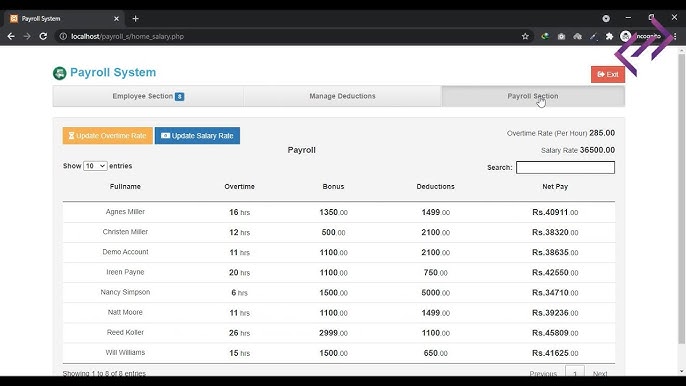 Payroll System
localhost/payroll_s/home_salary.php
Incognito
Payroll System
Exit
Employee Section 8
Manage Deductions
Payroll Section
Update Overtime Rate
Update Salary Rate
Overtime Rate (Per Hour) 285.00
Payroll
Salary Rate 36500.00
Show 10 entries
Search:
Fullname Overtime Bonus Deductions Net Pay
Agnes Miller 16 hrs 1350.00 1499.00 Rs.40911.00
Christen Miller 12 hrs 500.00 2100.00 Rs.38320.00
Demo Account 11 hrs 1100.00 2100.00 Rs.38635.00
Ireen Payne 20 hrs 1100.00 750.00 Rs.42550.00
Nancy Simpson 6 hrs 1500.00 5000.00 Rs.34710.00
Natt Moore 11 hrs 1100.00 1499.00 Rs.39236.00
Reed Koller 26 hrs 2999.00 1100.00 Rs.45809.00
Will Williams 15 hrs 1500.00 650.00 Rs.41625.00
Showing 1 to 8 of 8 entries
Previous 1 Next